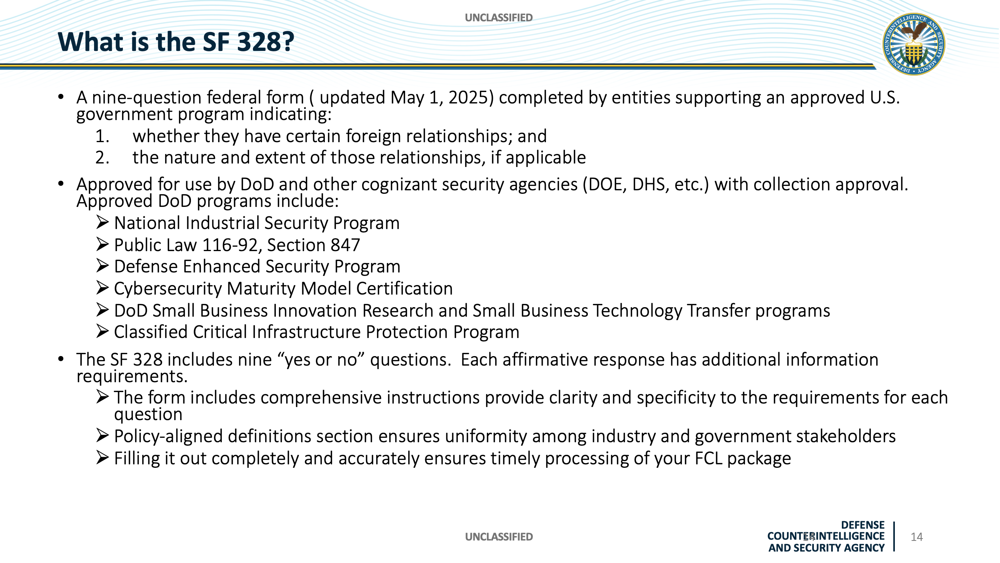 UNCLASSIFIED
What is the SF 328?
DEFENSE COUNTERINTELLIGENCE AND SECURITY AGENCY
• A nine-question federal form ( updated May 1, 2025) completed by entities supporting an approved U.S.
government program indicating:
1. whether they have certain foreign relationships; and
2. the nature and extent of those relationships, if applicable
• Approved for use by DoD and other cognizant security agencies (DOE, DHS, etc.) with collection approval.
Approved DoD programs include:
➢ National Industrial Security Program
➢ Public Law 116-92, Section 847
➢ Defense Enhanced Security Program
➢ Cybersecurity Maturity Model Certification
➢ DoD Small Business Innovation Research and Small Business Technology Transfer programs
➢ Classified Critical Infrastructure Protection Program
• The SF 328 includes nine “yes or no” questions.  Each affirmative response has additional information
requirements.
➢ The form includes comprehensive instructions provide clarity and specificity to the requirements for each
question
➢ Policy-aligned definitions section ensures uniformity among industry and government stakeholders
➢ Filling it out completely and accurately ensures timely processing of your FCL package
UNCLASSIFIED
DEFENSE
COUNTERINTELLIGENCE
AND SECURITY AGENCY
14
14